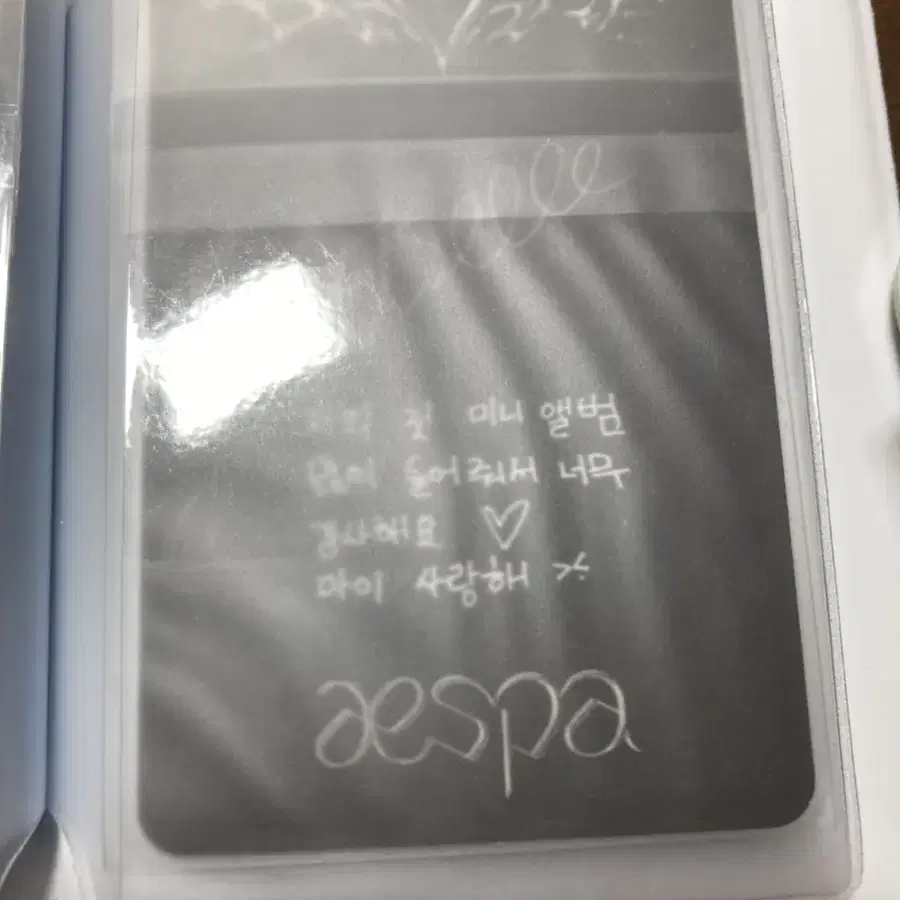 첫 미니 앨범
많이 들어줘서 너무
감사해요 ♡
마이 사랑해
aespa